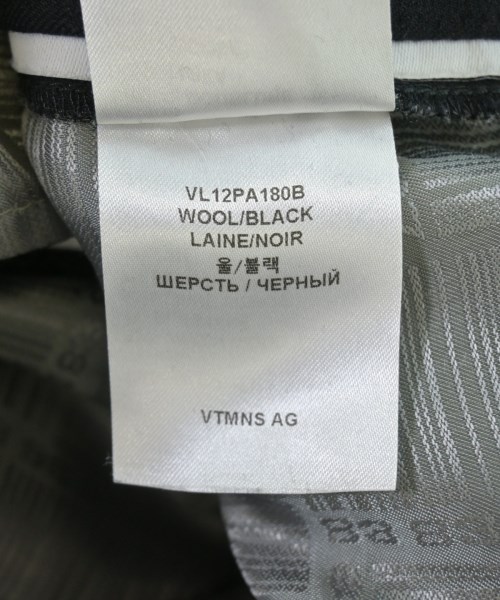 VL12PA180B
WOOL/BLACK
LAINE/NOIR
울/블랙
ШЕРСТЬ / ЧЕРНЫЙ
VTMNS AG